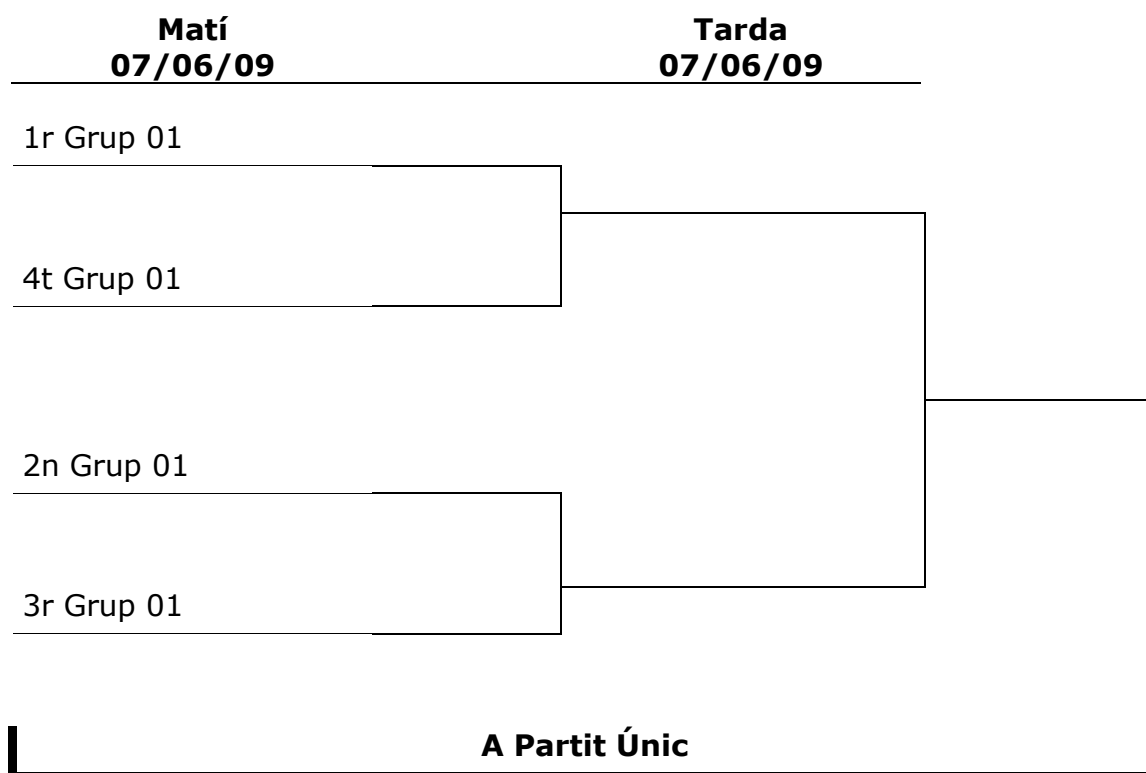 Matí
07/06/09
Tarda
07/06/09
1r Grup 01
4t Grup 01
2n Grup 01
3r Grup 01
A Partit Únic